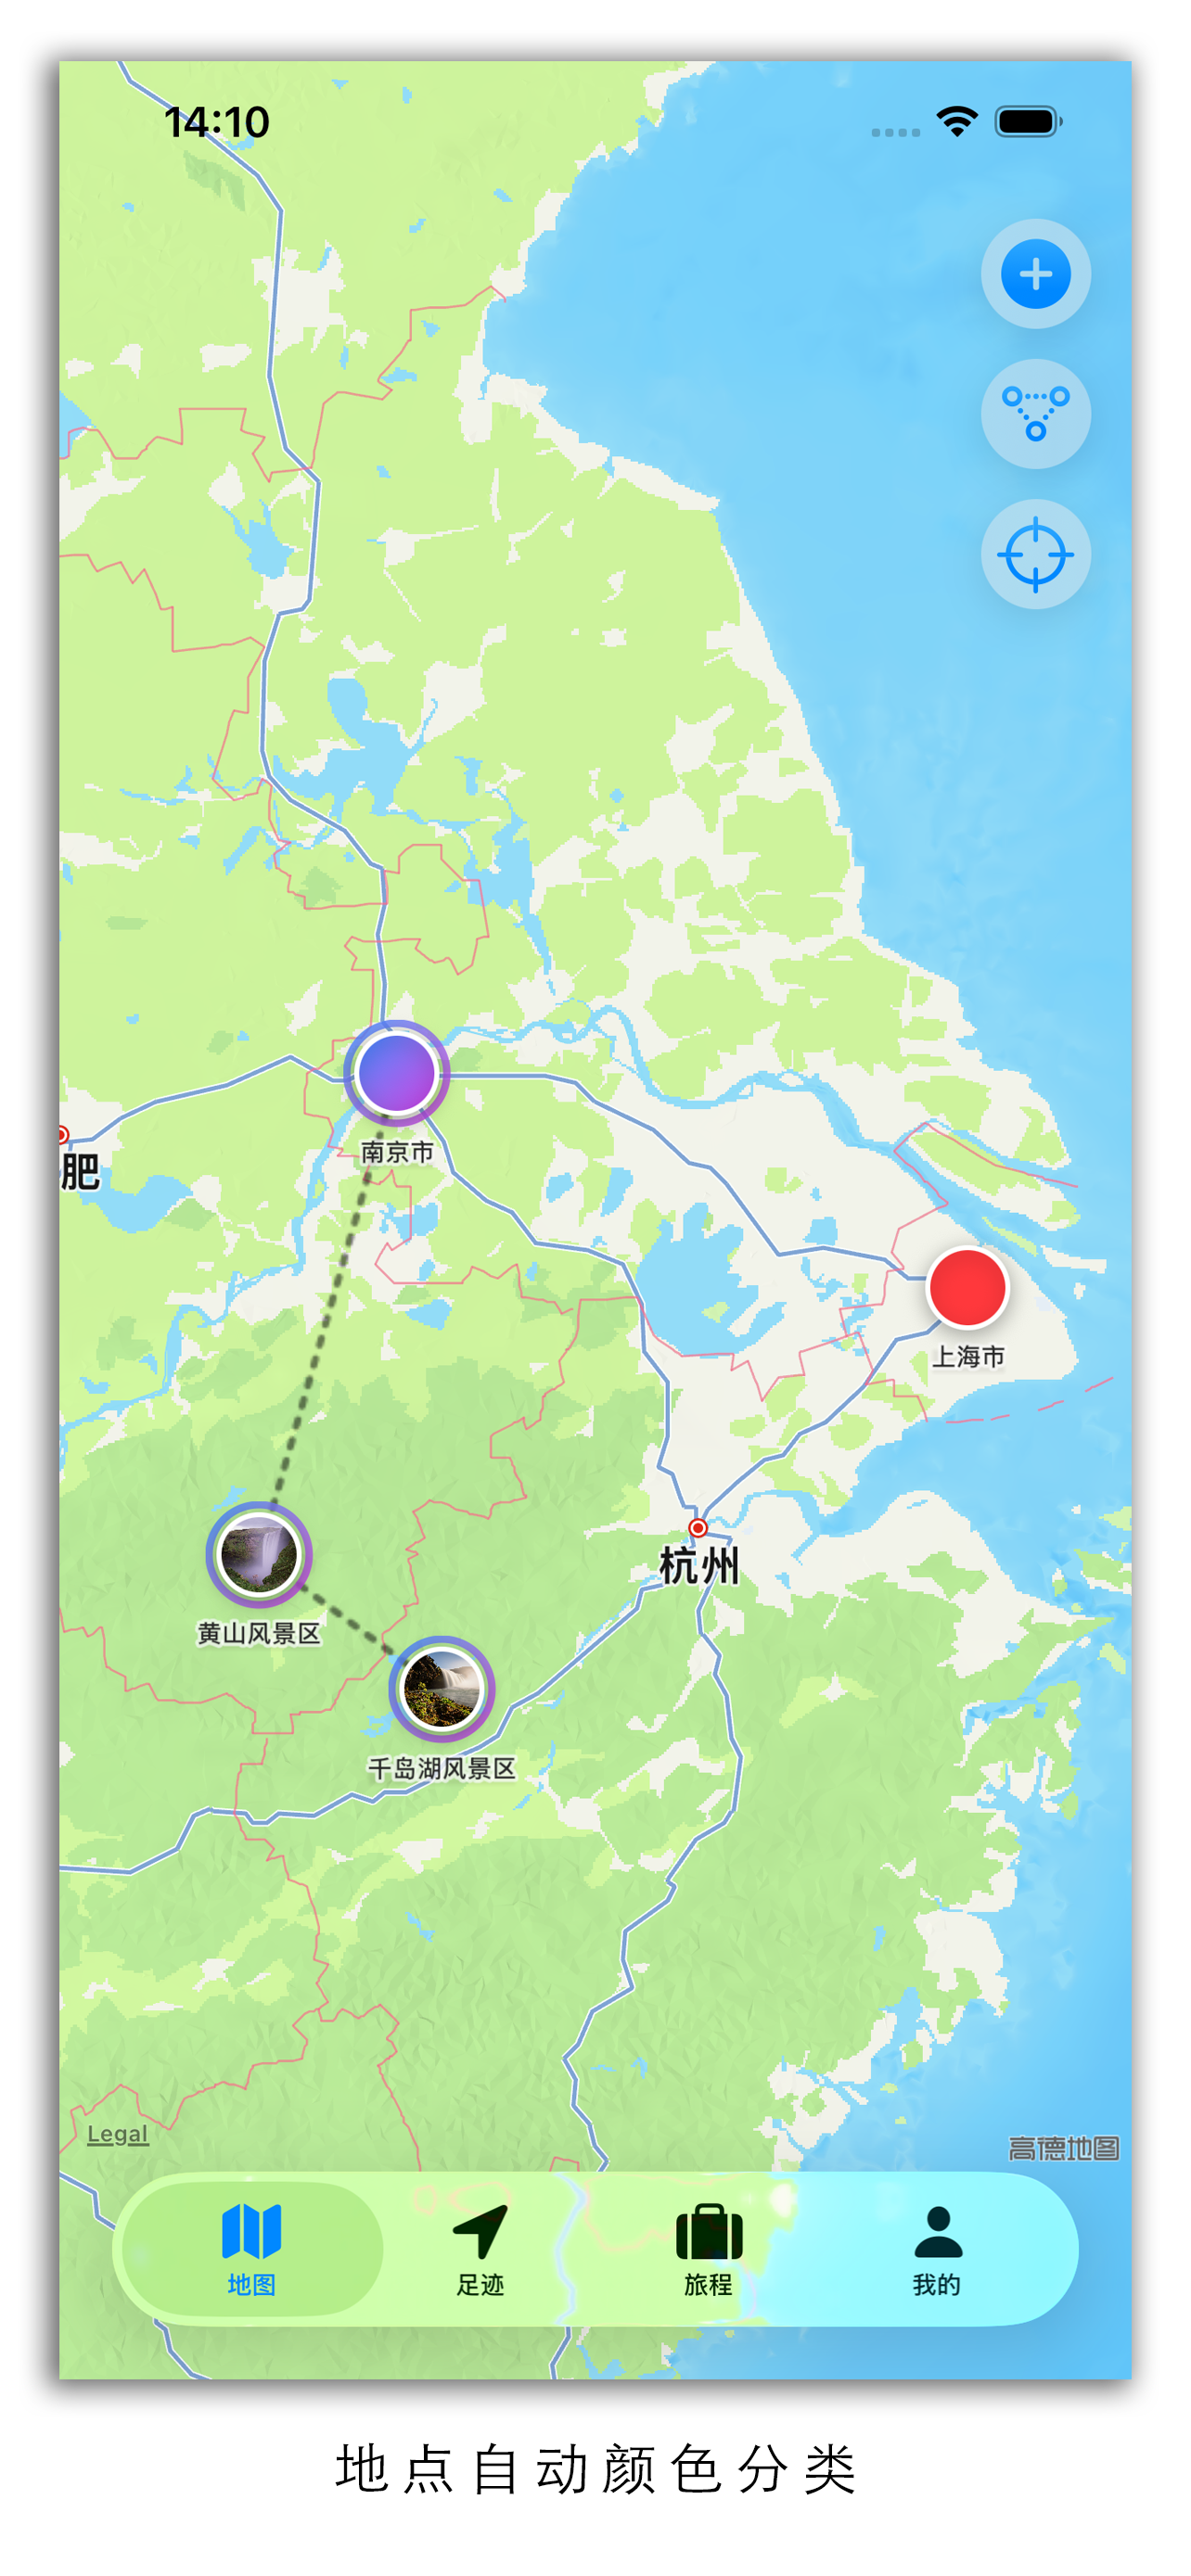 14:10
南京市
肥
上海市
杭州
黄山风景区
千岛湖风景区
Legal
高德地图
地图
足迹
旅程
我的
地点自动颜色分类